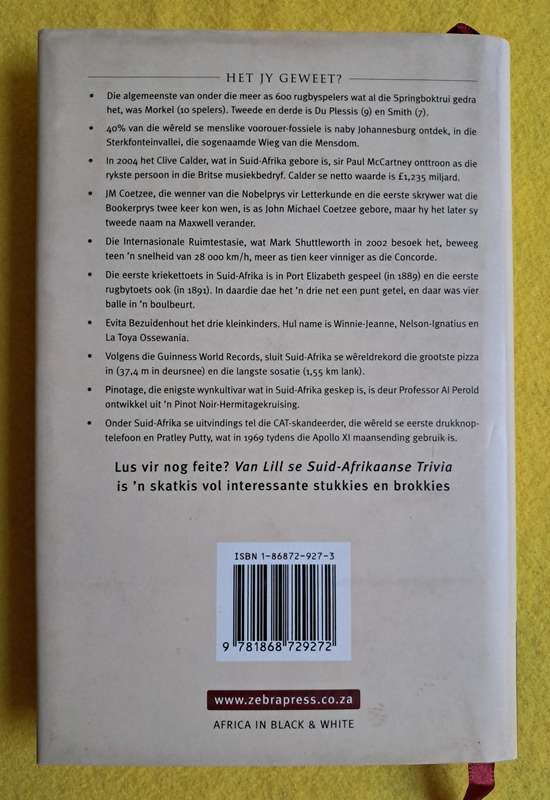 HET JY GEWEET?
• Die algemeenste van onder die meer as 600 rugbyspelers wat al die Springboktrui gedra
het, was Morkel (10 spelers). Tweede en derde is Du Plessis (9) en Smith (7).
• 40% van die wêreld se menslike voorouer-fossiele is naby Johannesburg ontdek, in die
Sterkfonteinvallei, die sogenaamde Wieg van die Mensdom.
• In 2004 het Clive Calder, wat in Suid-Afrika gebore is, sir Paul McCartney onttroon as die
rykste persoon in die Britse musiekbedryf. Calder se netto waarde is £1,235 miljard.
• JM Coetzee, die wenner van die Nobelprys vir Letterkunde en die eerste skrywer wat die
Bookerprys twee keer kon wen, is as John Michael Coetzee gebore, maar hy het later sy
tweede naam na Maxwell verander.
• Die Internasionale Ruimtestasie, wat Mark Shuttleworth in 2002 besoek het, beweeg
teen 'n snelheid van 28 000 km/h, meer as tien keer vinniger as die Concorde.
• Die eerste kriekettoets in Suid-Afrika is in Port Elizabeth gespeel (in 1889) en die eerste
rugbytoets ook (in 1891). In daardie dae het 'n drie net een punt getel, en daar was vier
balle in 'n boulbeurt.
• Evita Bezuidenhout het drie kleinkinders. Hul name is Winnie-Jeanne, Nelson-Ignatius en
La Toya Ossewania.
• Volgens die Guinness World Records, sluit Suid-Afrika se wêreldrekord die grootste pizza
in (37,4 m in deursnee) en die langste sosatie (1,55 km lank).
• Pinotage, die enigste wynkultivar wat in Suid-Afrika geskep is, is deur Professor Al Perold
ontwikkel uit 'n Pinot Noir-Hermitagekruising.
• Onder Suid-Afrika se uitvindings tel die CAT-skandeerder, die wêreld se eerste drukknop-
telefoon en Pratley Putty, wat in 1969 tydens die Apollo XI maansending gebruik is.
Lus vir nog feite? Van Lill se Suid-Afrikaanse Trivia
is 'n skatkis vol interessante stukkies en brokkies
ISBN 1-86872-927-3
9 781868 729272
www.zebrapress.co.za
AFRICA IN BLACK & WHITE